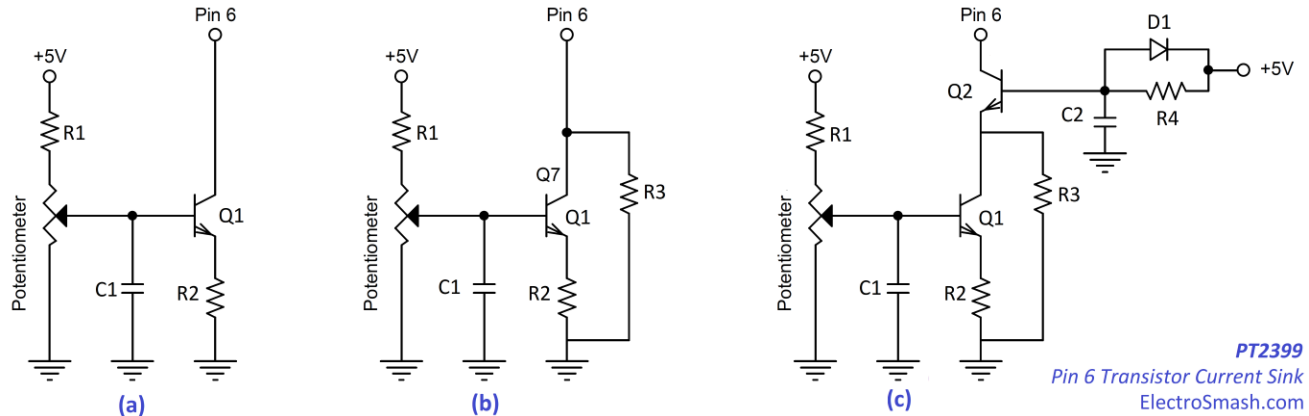 Pin 6
+5V
R1
Potentiometer
Q1
C1
R2
(a)
Pin 6
+5V
R1
Potentiometer
Q7
Q1
R3
C1
R2
(b)
Pin 6
D1
+5V
Q2
C2
R4
+5V
R1
Potentiometer
Q1
R3
C1
R2
(c)
PT2399
Pin 6 Transistor Current Sink
ElectroSmash.com